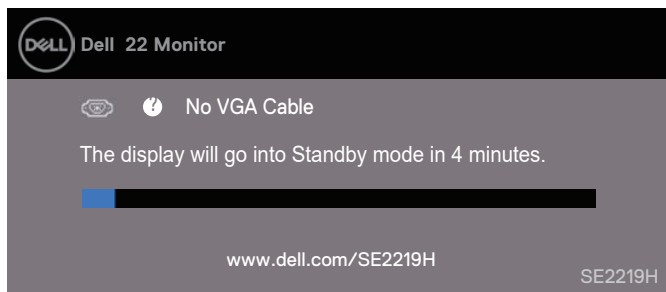 DELL Dell 22 Monitor
? No VGA Cable
The display will go into Standby mode in 4 minutes.
www.dell.com/SE2219H
SE2219H